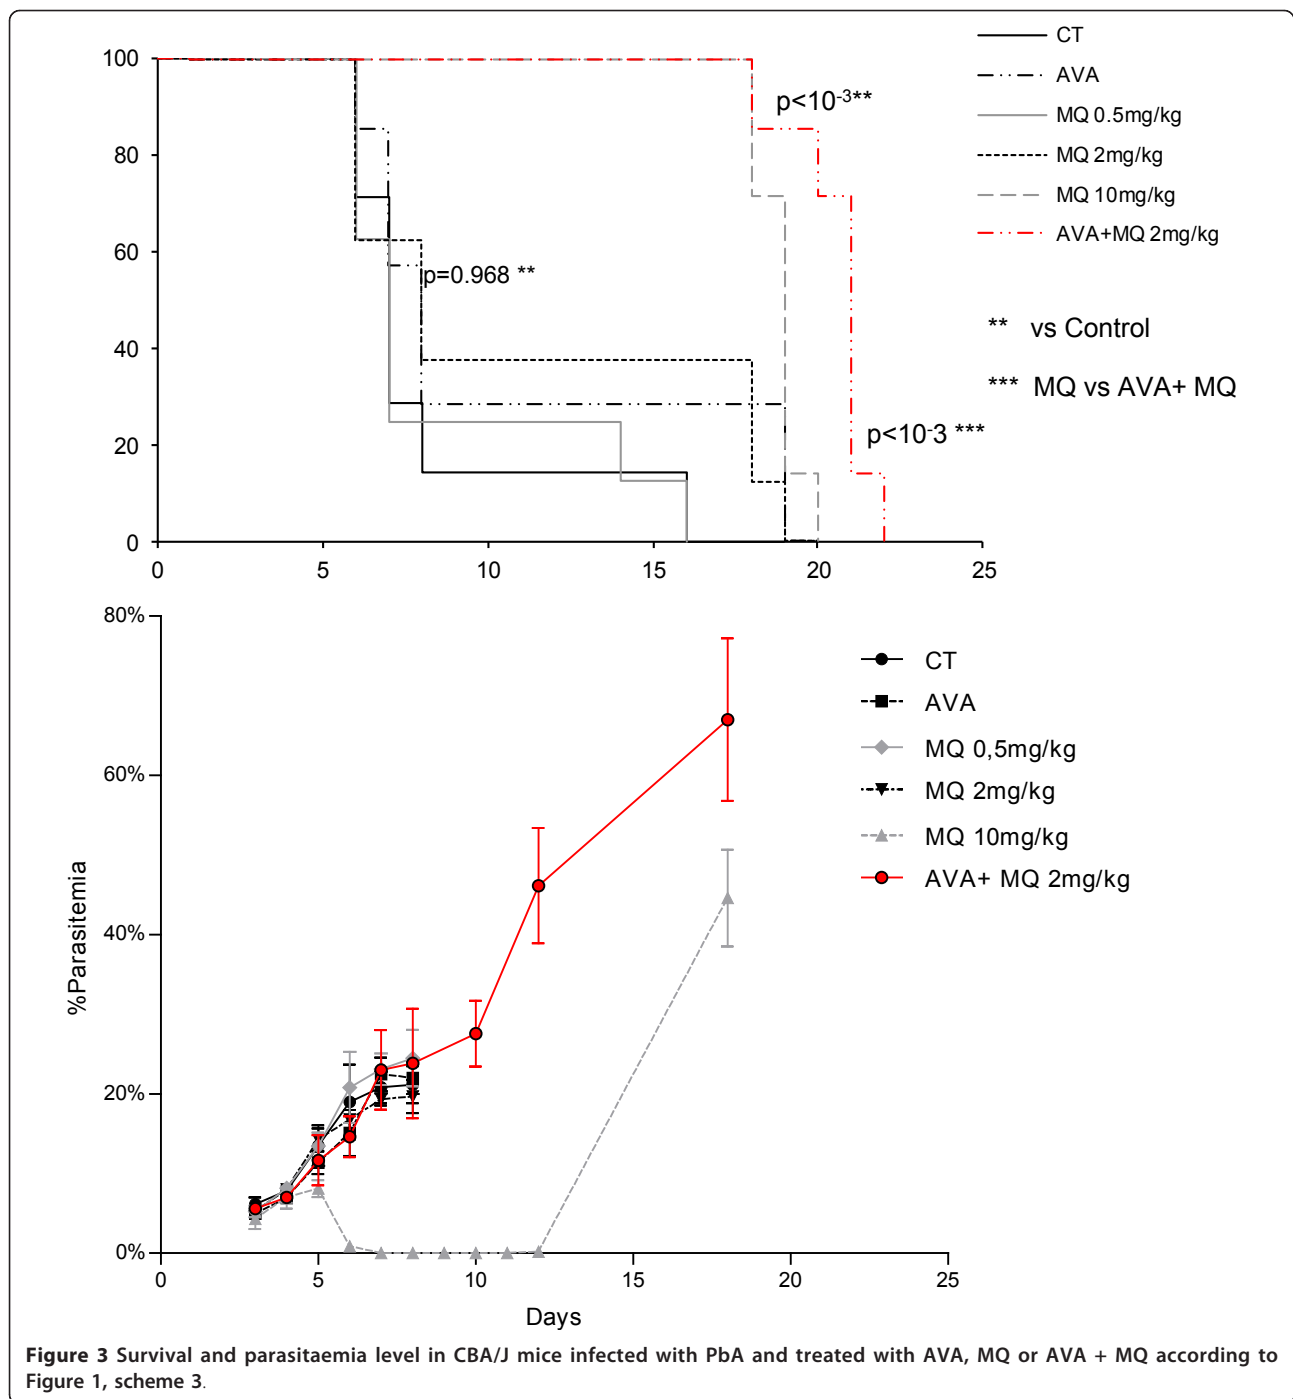 100
80
60
40
20
0
0 5 10 15 20 25
p<10-3**
p=0.968 **
p<10-3 ***
CT
AVA
MQ 0.5mg/kg
MQ 2mg/kg
MQ 10mg/kg
AVA+MQ 2mg/kg
** vs Control
*** MQ vs AVA+ MQ
80%
60%
40%
20%
0%
%Parasitemia
0 5 10 15 20 25
Days
CT
AVA
MQ 0,5mg/kg
MQ 2mg/kg
MQ 10mg/kg
AVA+ MQ 2mg/kg
Figure 3 Survival and parasitaemia level in CBA/J mice infected with PbA and treated with AVA, MQ or AVA + MQ according to
Figure 1, scheme 3.